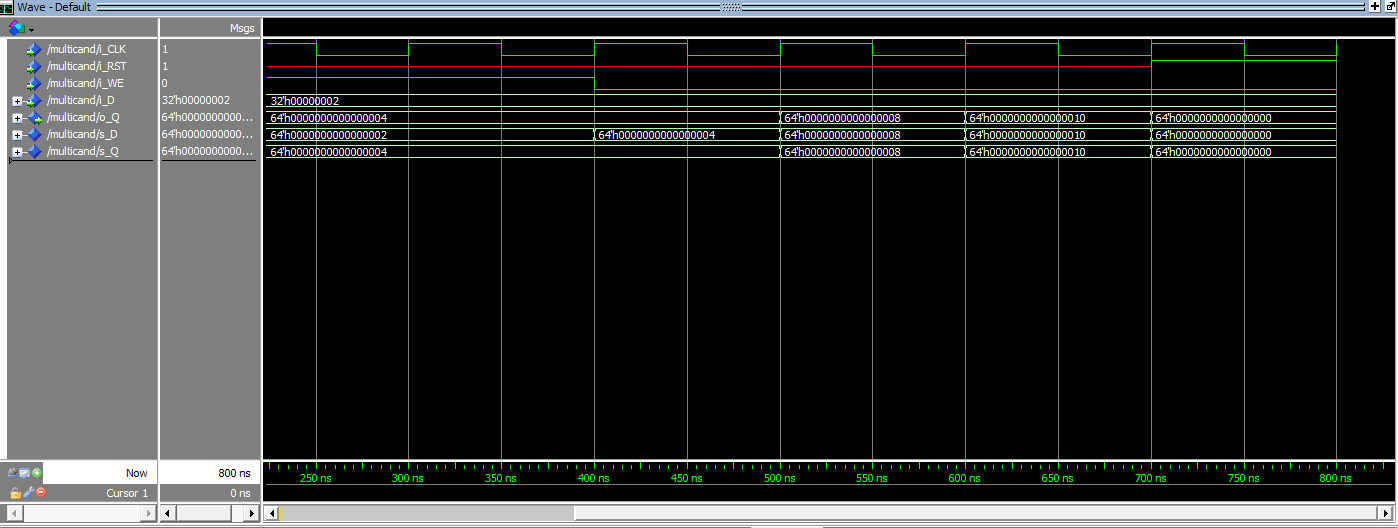 Wave - Default
Msgs
/multicand/i_CLK 1
/multicand/i_RST 1
/multicand/i_WE 0
/multicand/i_D 32'h00000002 32'h00000002
/multicand/o_Q 64'h0000000000... 64'h0000000000000004 64'h0000000000000008 64'h0000000000000010 64'h0000000000000000
/multicand/s_D 64'h0000000000... 64'h0000000000000002 64'h0000000000000004 64'h0000000000000008 64'h0000000000000010 64'h0000000000000000
/multicand/s_Q 64'h0000000000... 64'h0000000000000004 64'h0000000000000008 64'h0000000000000010 64'h0000000000000000
Now 800 ns 250 ns 300 ns 350 ns 400 ns 450 ns 500 ns 550 ns 600 ns 650 ns 700 ns 750 ns 800 ns
Cursor 1 0 ns